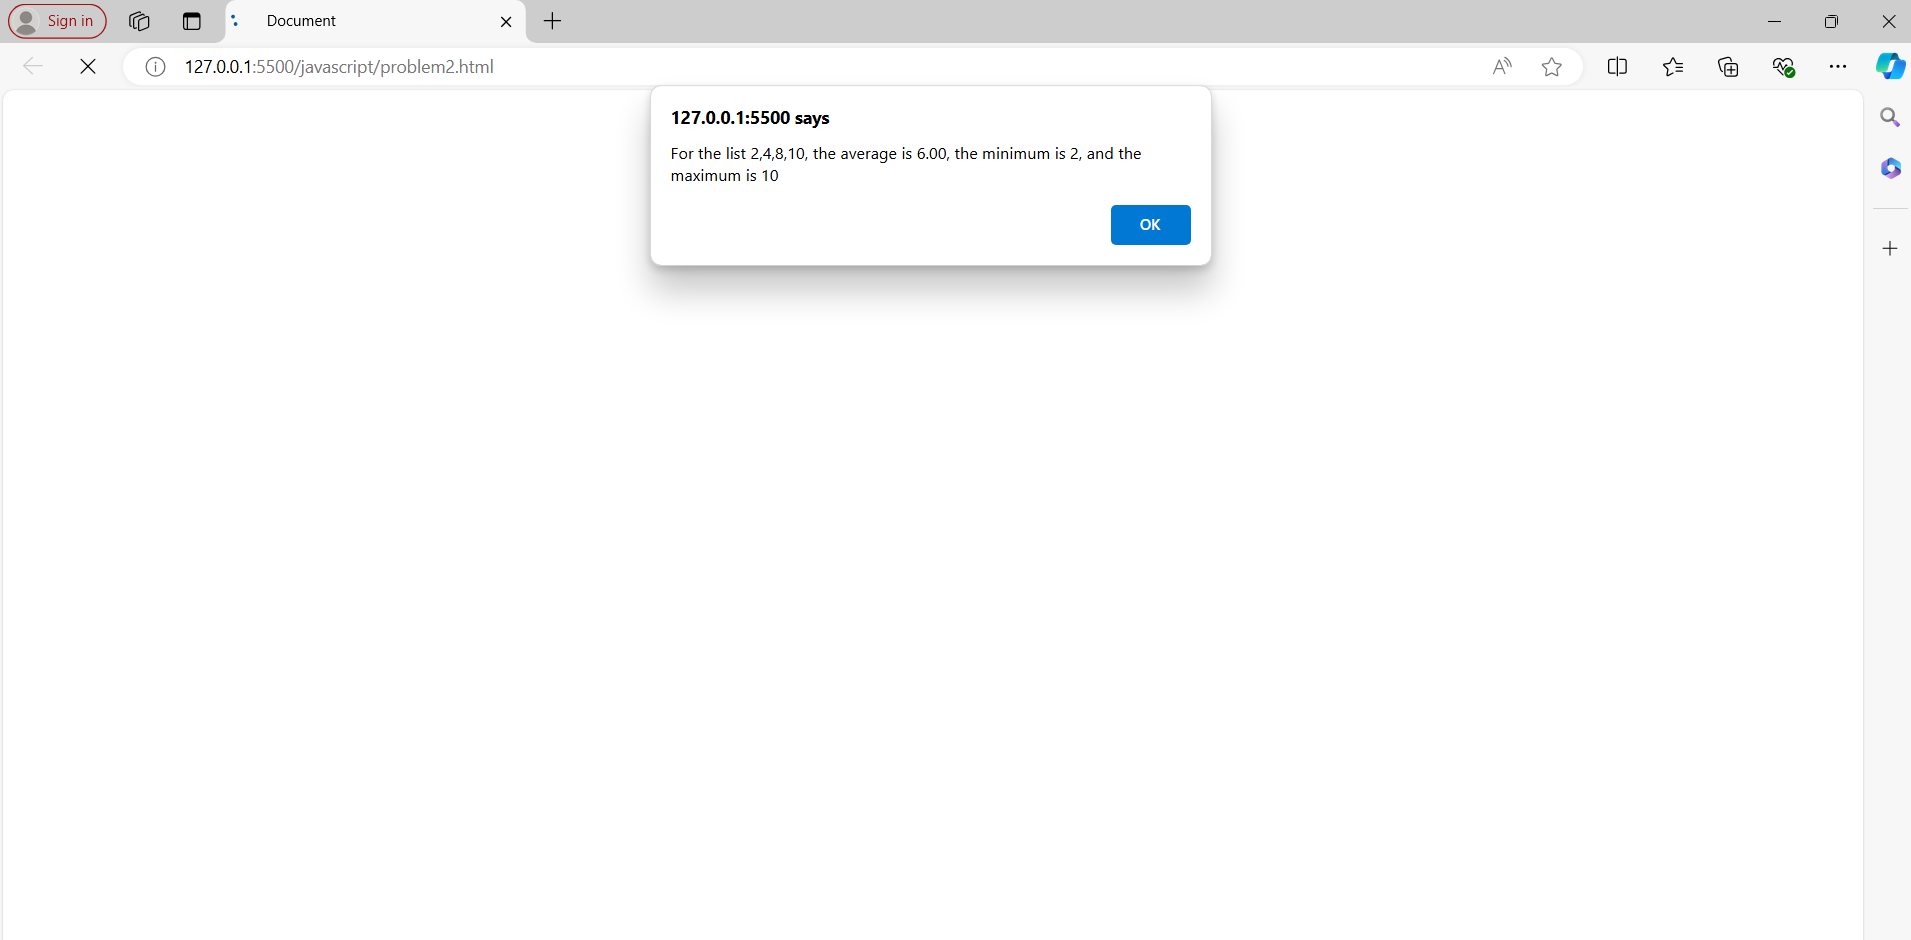 Sign in
Document
127.0.0.1:5500/javascript/problem2.html
127.0.0.1:5500 says
For the list 2,4,8,10, the average is 6.00, the minimum is 2, and the
maximum is 10
OK